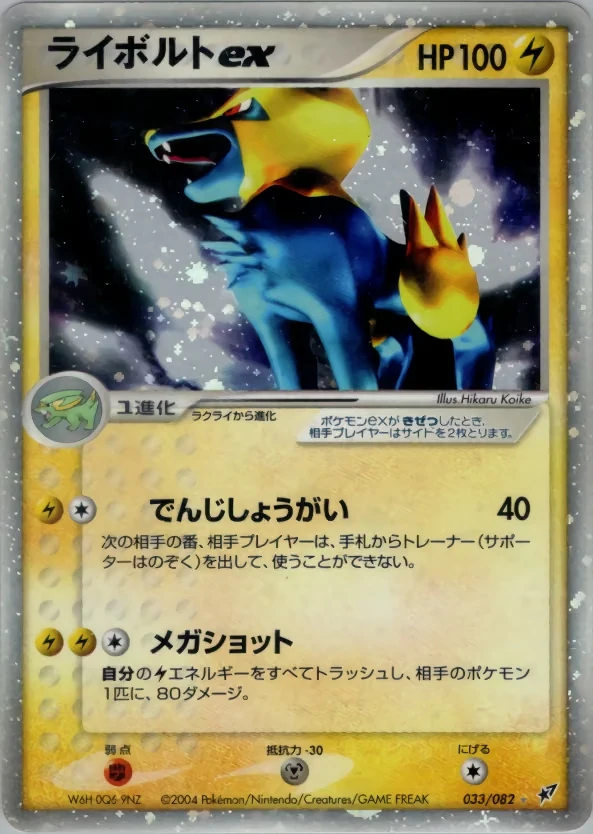 ライボルトex HP100
Illus. Hikaru Koike
1進化
ラクライから進化
ポケモンexがきぜつしたとき、
相手プレイヤーはサイドを2枚とります。
でんじしょうがい 40
次の相手の番、相手プレイヤーは、手札からトレーナー(サポー
ターはのぞく)を出して、使うことができない。
メガショット
自分のエネルギーをすべてトラッシュし、相手のポケモン
1匹に、80ダメージ。
弱点 抵抗力 -30 にげる
W6H 0Q6 9NZ ©2004 Pokémon/Nintendo/Creatures/GAME FREAK 033/082